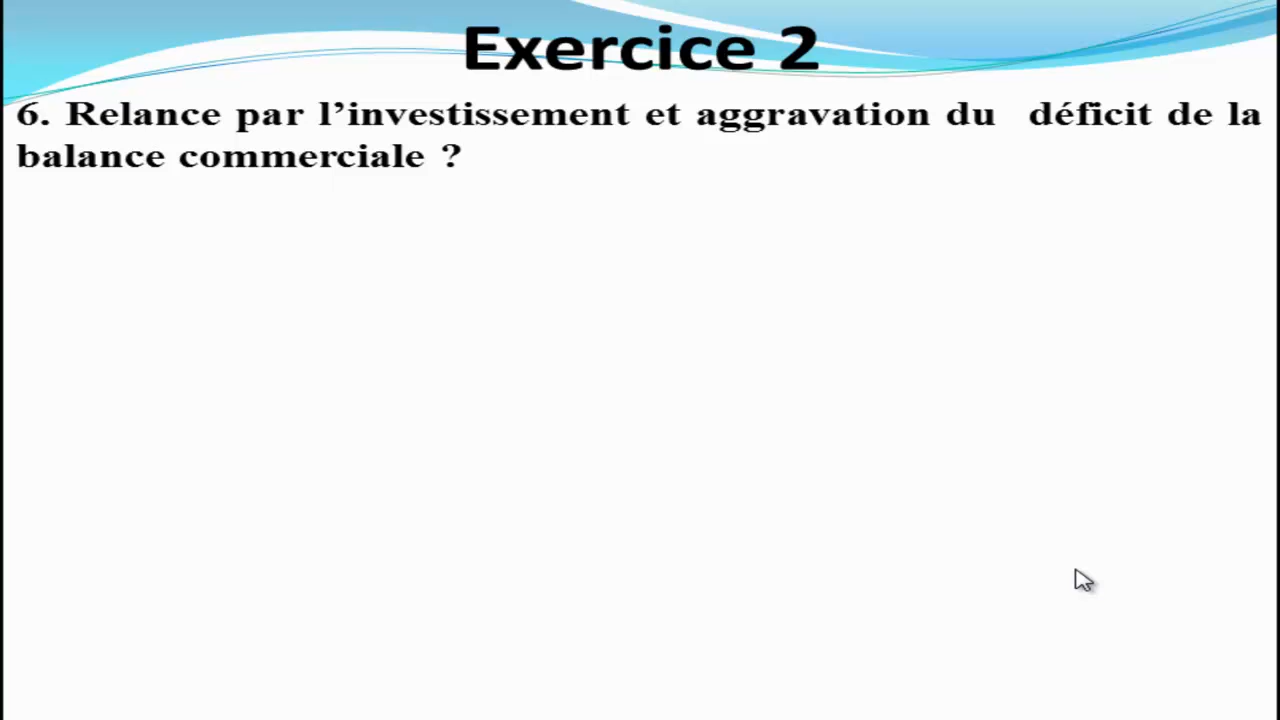 Exercice 2
6. Relance par l’investissement et aggravation du déficit de la
balance commerciale ?